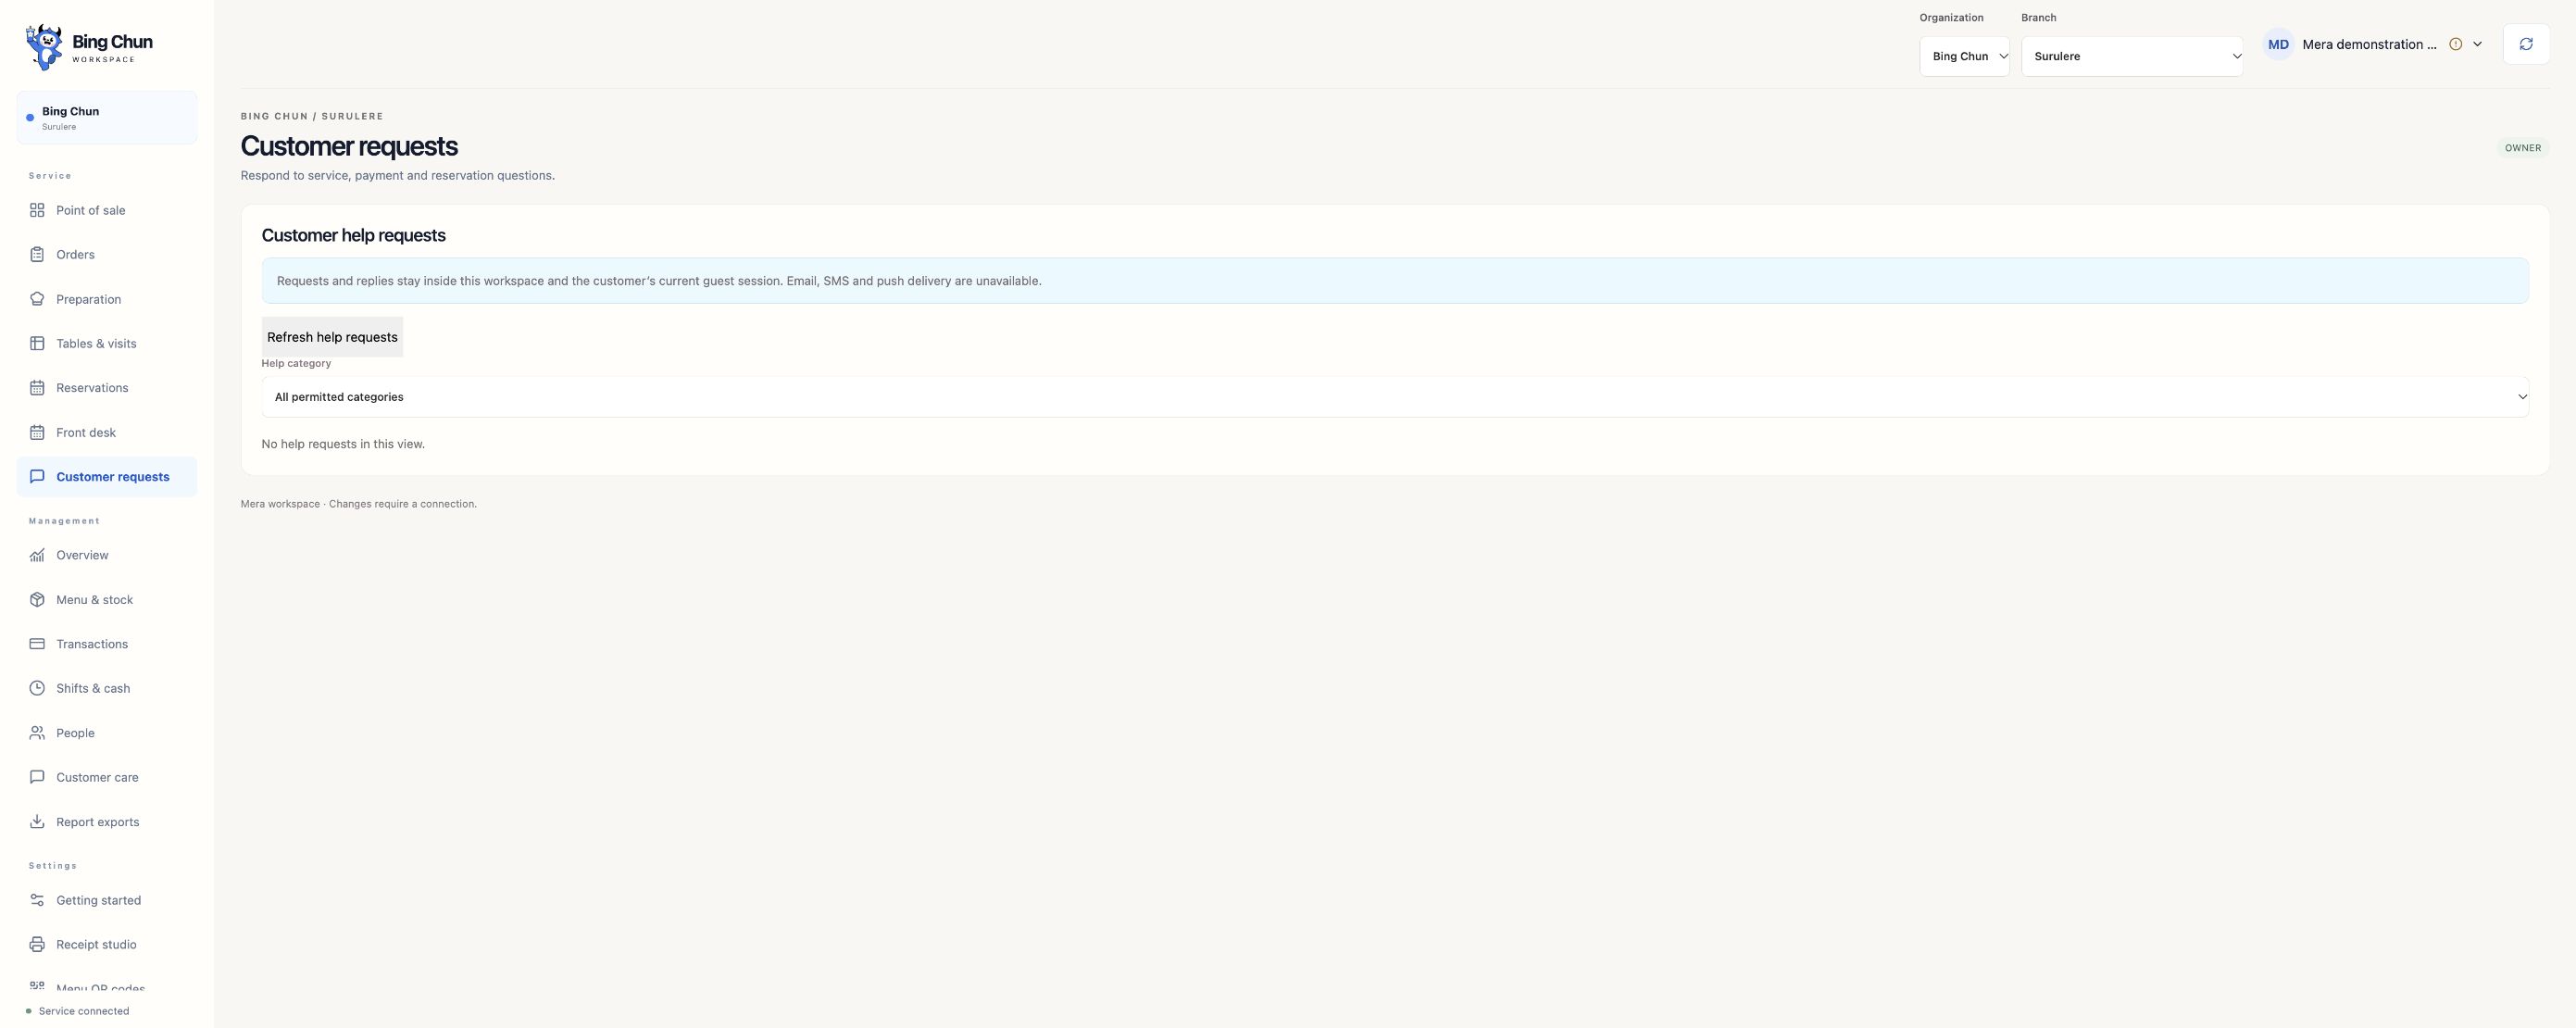 Bing Chun
WORKSPACE
Bing Chun
Surulere
Service
Point of sale
Orders
Preparation
Tables & visits
Reservations
Front desk
Customer requests
Management
Overview
Menu & stock
Transactions
Shifts & cash
People
Customer care
Report exports
Settings
Getting started
Receipt studio
Menu QR codes
Service connected
Organization
Bing Chun
Branch
Surulere
MD
Mera demonstration ...
BING CHUN / SURULERE
Customer requests
OWNER
Respond to service, payment and reservation questions.
Customer help requests
Requests and replies stay inside this workspace and the customer's current guest session. Email, SMS and push delivery are unavailable.
Refresh help requests
Help category
All permitted categories
No help requests in this view.
Mera workspace · Changes require a connection.